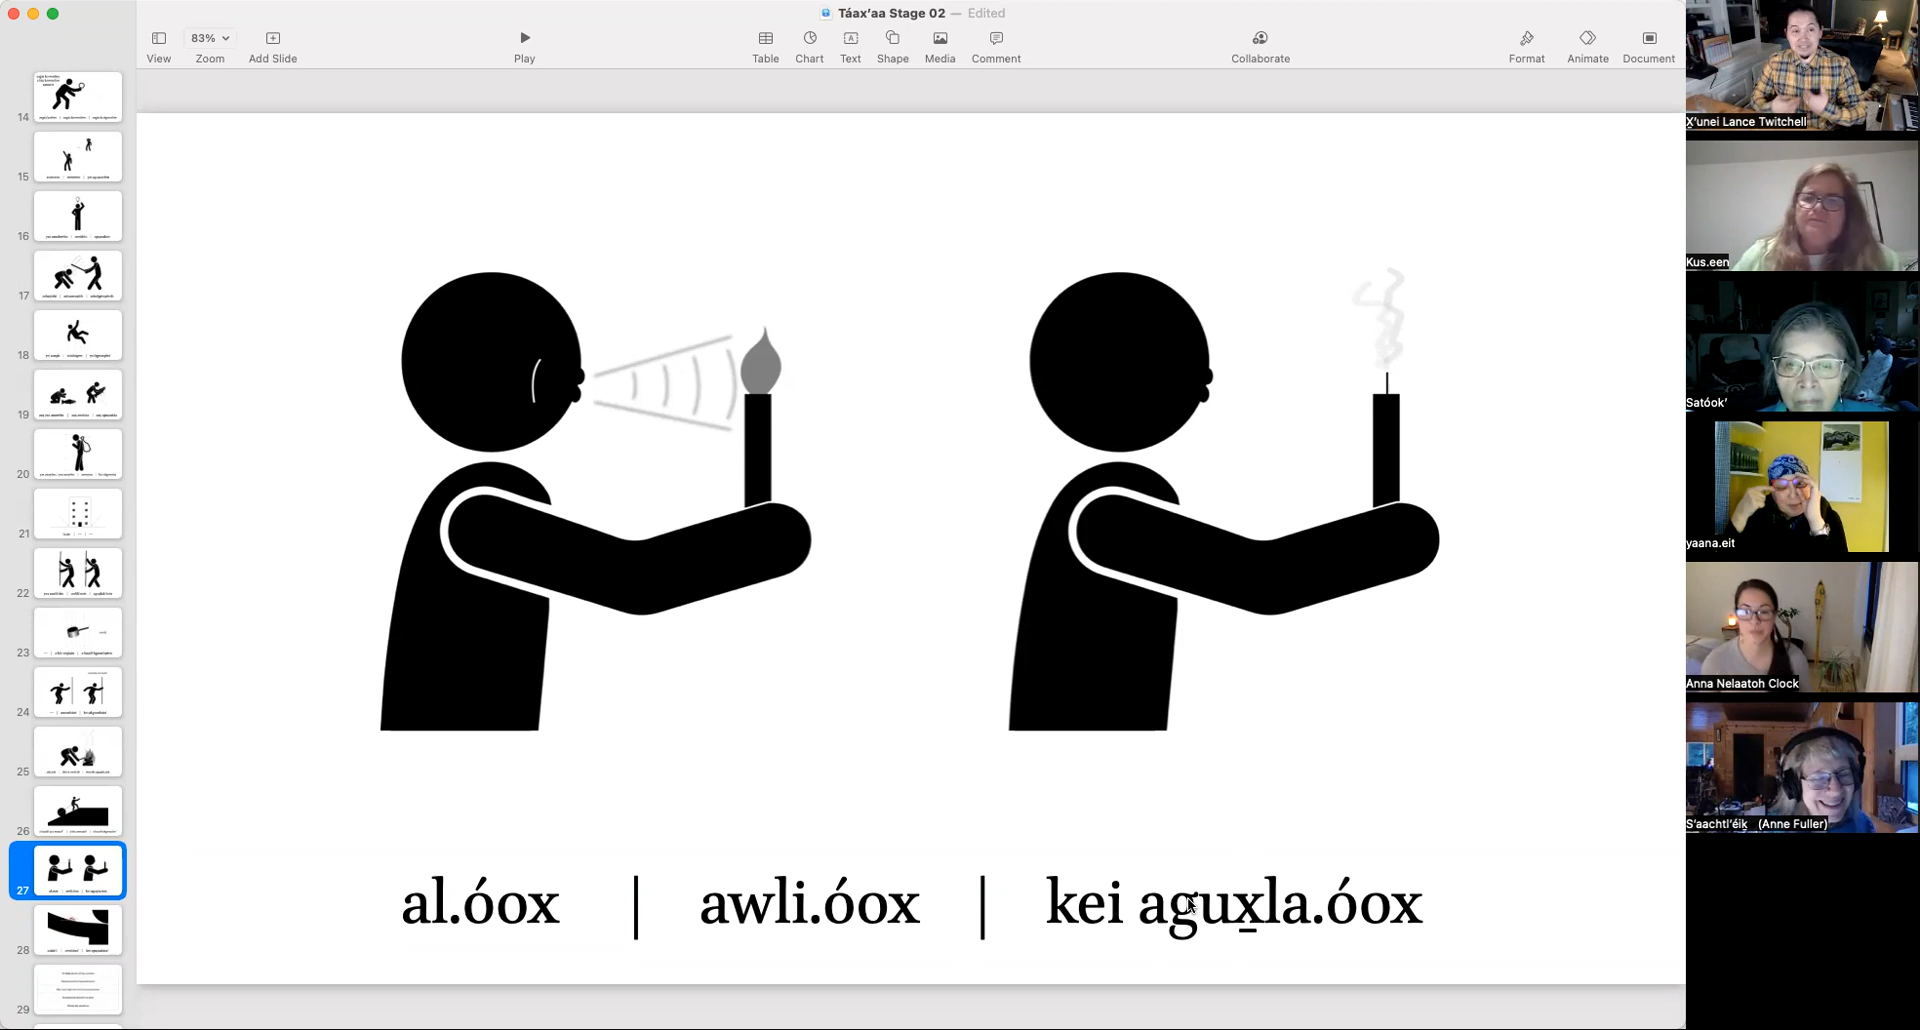 Táax’aa Stage 02 — Edited
83%
View Zoom Add Slide Play Table Chart Text Shape Media Comment Collaborate Format Animate Document
14
15
16
17
18
19
20
21
22
23
24
25
26
27
28
29
al.óox | awli.óox | kei agux̲la.óox
X̲’unei Lance Twitchell
Kus.een
Satóok’
yaana.eit
Anna Nelaatoh Clock
S’aachtl’éik̲ (Anne Fuller)